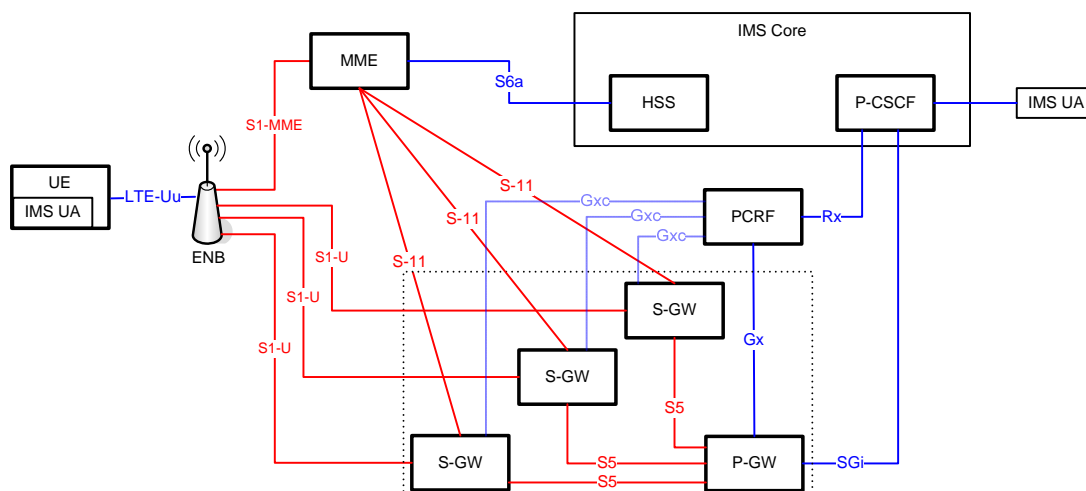 IMS Core
MME
S6a
HSS
P-CSCF
IMS UA
S1-MME
UE
IMS UA
LTE-Uu
ENB
S-11
S-11
S-11
Gxc
Gxc
Gxc
PCRF
Rx
S1-U
S1-U
S1-U
S-GW
S-GW
S-GW
Gx
S5
S5
S5
P-GW
SGi